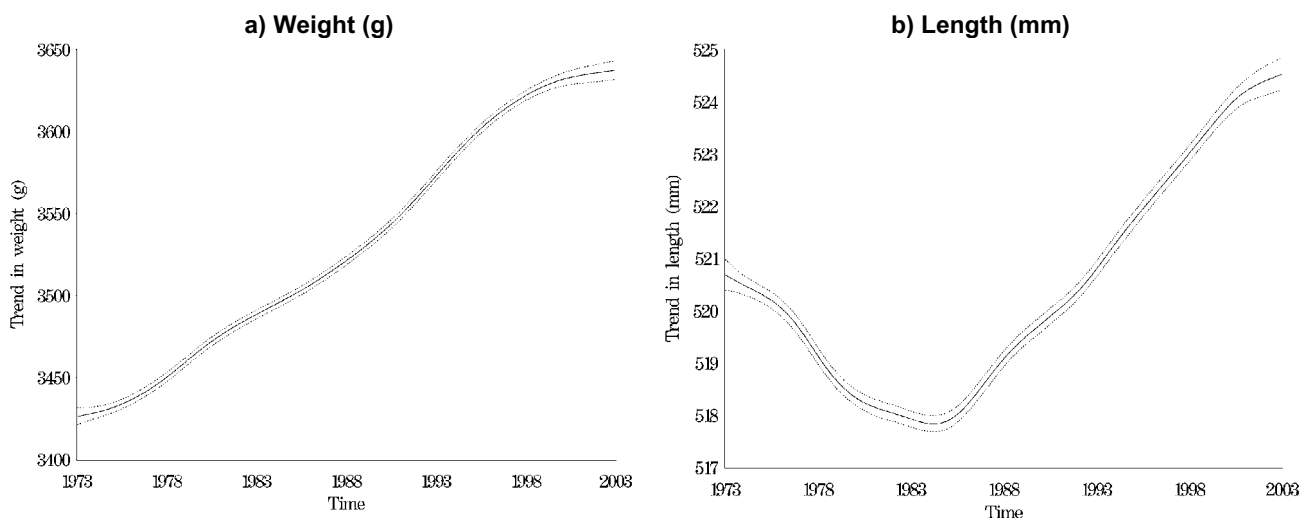 a) Weight (g)
3650
3600
3550
3500
3450
3400
Trend in weight (g)
1973 1978 1983 1988 1993 1998 2003
Time
b) Length (mm)
525
524
523
522
521
520
519
518
517
Trend in length (mm)
1973 1978 1983 1988 1993 1998 2003
Time